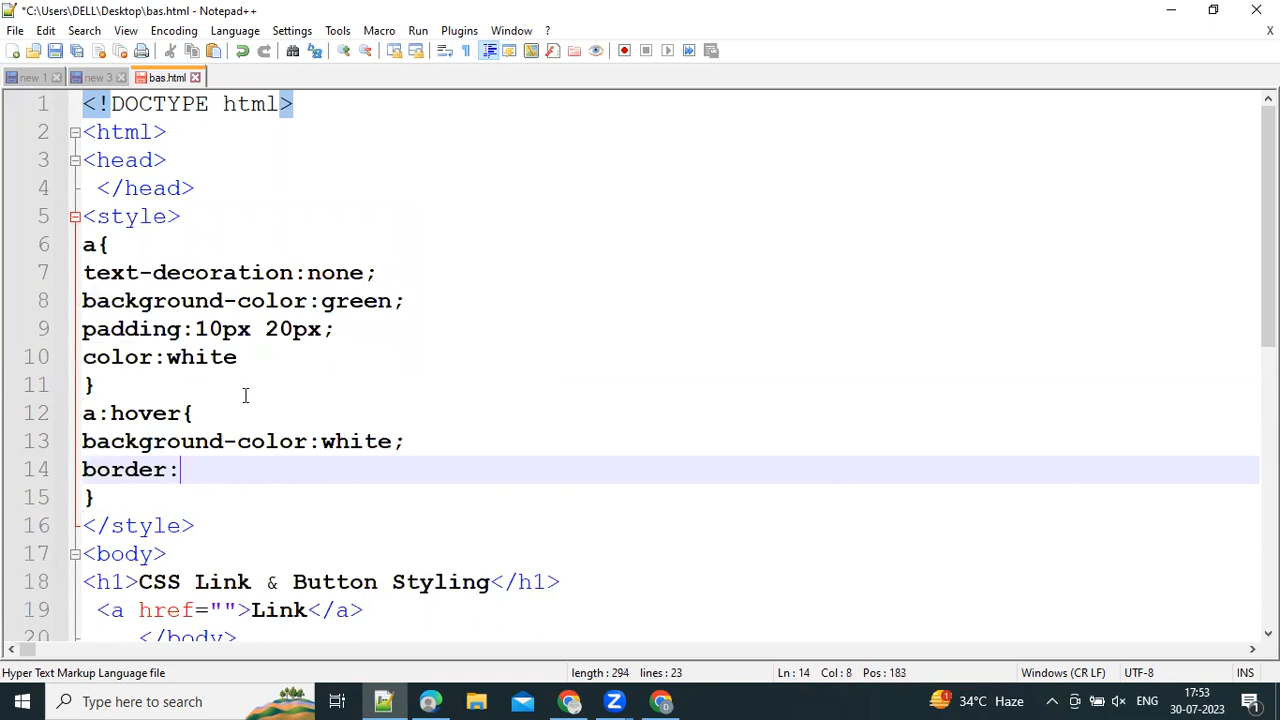 *C:\Users\DELL\Desktop\bas.html - Notepad++
File Edit Search View Encoding Language Settings Tools Macro Run Plugins Window ?
X
new 1 new 3 bas.html
1 <!DOCTYPE html>
2 <html>
3 <head>
4 </head>
5 <style>
6 a{
7 text-decoration:none;
8 background-color:green;
9 padding:10px 20px;
10 color:white
11 }
12 a:hover{
13 background-color:white;
14 border:
15 }
16 </style>
17 <body>
18 <h1>CSS Link & Button Styling</h1>
19 <a href="">Link</a>
20 </body>
Hyper Text Markup Language file length : 294 lines : 23 Ln : 14 Col : 8 Pos : 183 Windows (CR LF) UTF-8 INS
Type here to search 34°C Haze ENG 17:53
30-07-2023